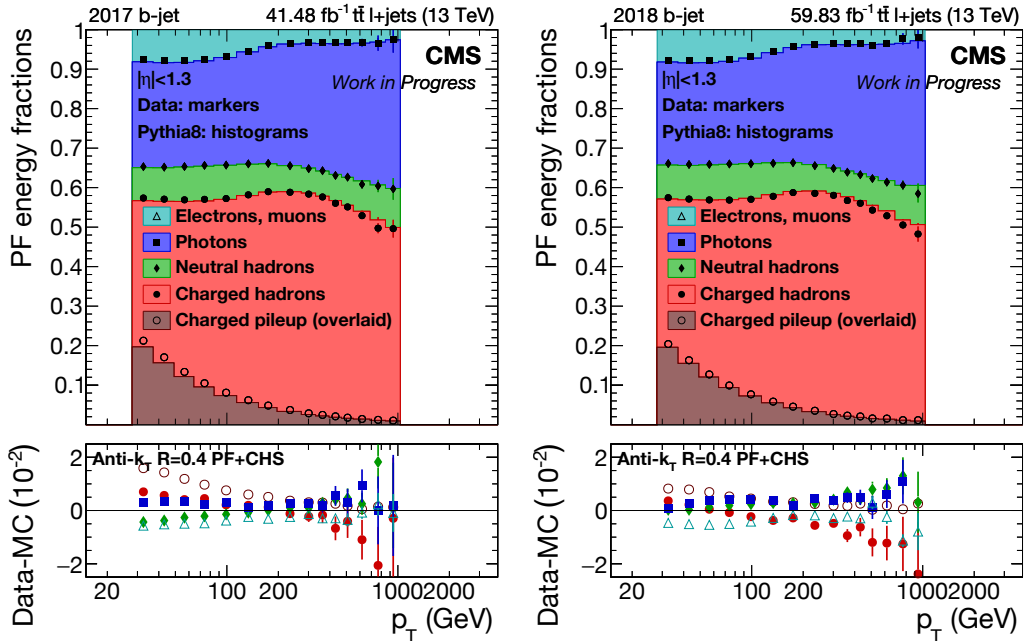 2017 b-jet 41.48 fb⁻¹ tt̄ l+jets (13 TeV)
PF energy fractions
1
0.9
0.8
0.7
0.6
0.5
0.4
0.3
0.2
0.1
CMS
Work in Progress
|η|<1.3
Data: markers
Pythia8: histograms
Electrons, muons
Photons
Neutral hadrons
Charged hadrons
Charged pileup (overlaid)
Anti-k_T R=0.4 PF+CHS
Data-MC (10⁻²)
2
0
−2
20 100 200 1000 2000
p_T (GeV)
2018 b-jet 59.83 fb⁻¹ tt̄ l+jets (13 TeV)
PF energy fractions
1
0.9
0.8
0.7
0.6
0.5
0.4
0.3
0.2
0.1
CMS
Work in Progress
|η|<1.3
Data: markers
Pythia8: histograms
Electrons, muons
Photons
Neutral hadrons
Charged hadrons
Charged pileup (overlaid)
Anti-k_T R=0.4 PF+CHS
Data-MC (10⁻²)
2
0
−2
20 100 200 1000 2000
p_T (GeV)